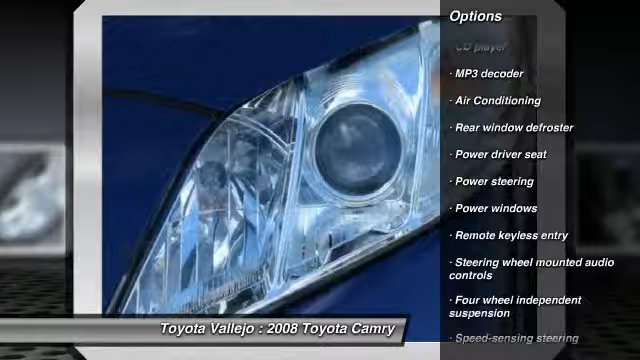 Options
CD player
· MP3 decoder
· Air Conditioning
· Rear window defroster
· Power driver seat
· Power steering
· Power windows
· Remote keyless entry
· Steering wheel mounted audio
controls
· Four wheel independent
suspension
· Speed-sensing steering
Toyota Vallejo : 2008 Toyota Camry